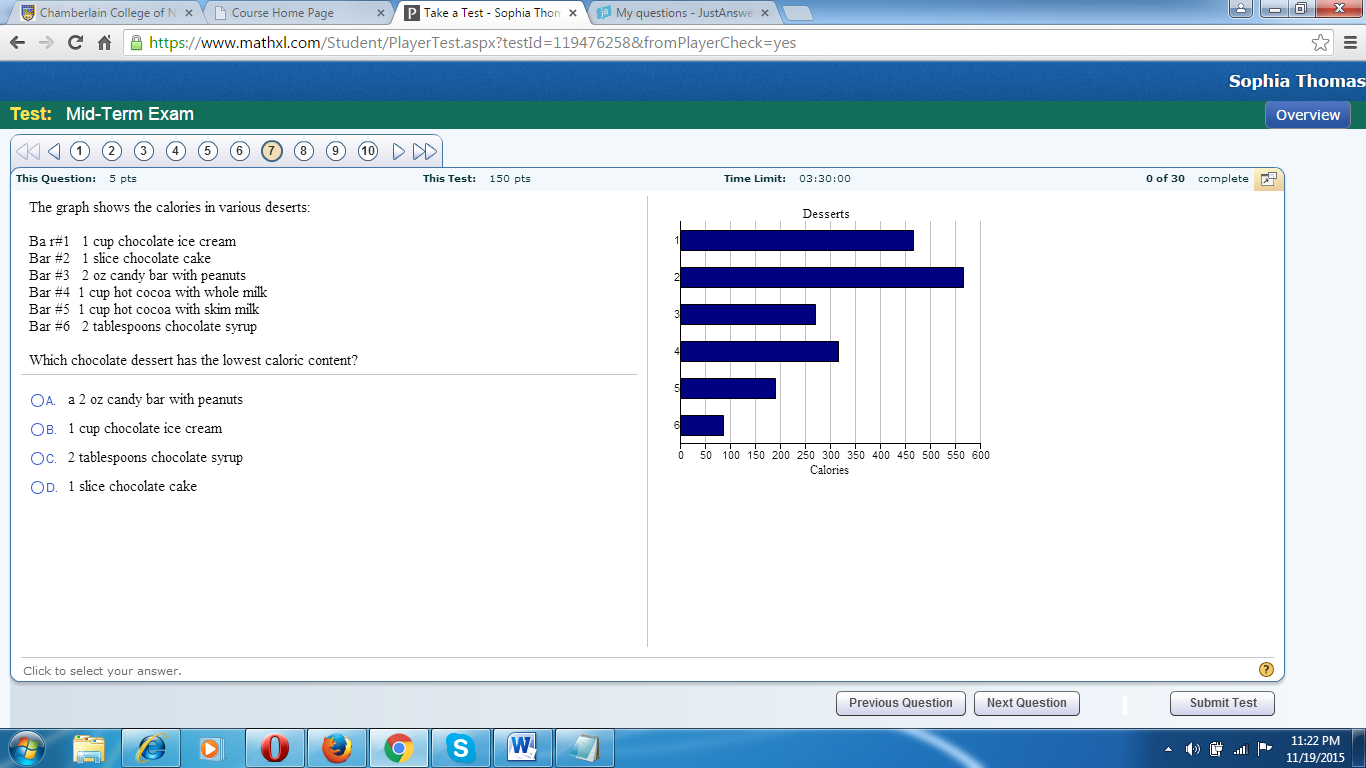 Chamberlain College of N
Course Home Page
Take a Test - Sophia Thom
My questions - JustAnswe
https://www.mathxl.com/Student/PlayerTest.aspx?testId=119476258&fromPlayerCheck=yes
Sophia Thomas
Test: Mid-Term Exam
Overview
1 2 3 4 5 6 7 8 9 10
This Question: 5 pts This Test: 150 pts Time Limit: 03:30:00 0 of 30 complete
The graph shows the calories in various deserts:
Ba r#1 1 cup chocolate ice cream
Bar #2 1 slice chocolate cake
Bar #3 2 oz candy bar with peanuts
Bar #4 1 cup hot cocoa with whole milk
Bar #5 1 cup hot cocoa with skim milk
Bar #6 2 tablespoons chocolate syrup
Which chocolate dessert has the lowest caloric content?
A. a 2 oz candy bar with peanuts
B. 1 cup chocolate ice cream
C. 2 tablespoons chocolate syrup
D. 1 slice chocolate cake
Desserts
1
2
3
4
5
6
0 50 100 150 200 250 300 350 400 450 500 550 600
Calories
Click to select your answer.
?
Previous Question
Next Question
Submit Test
11:22 PM
11/19/2015